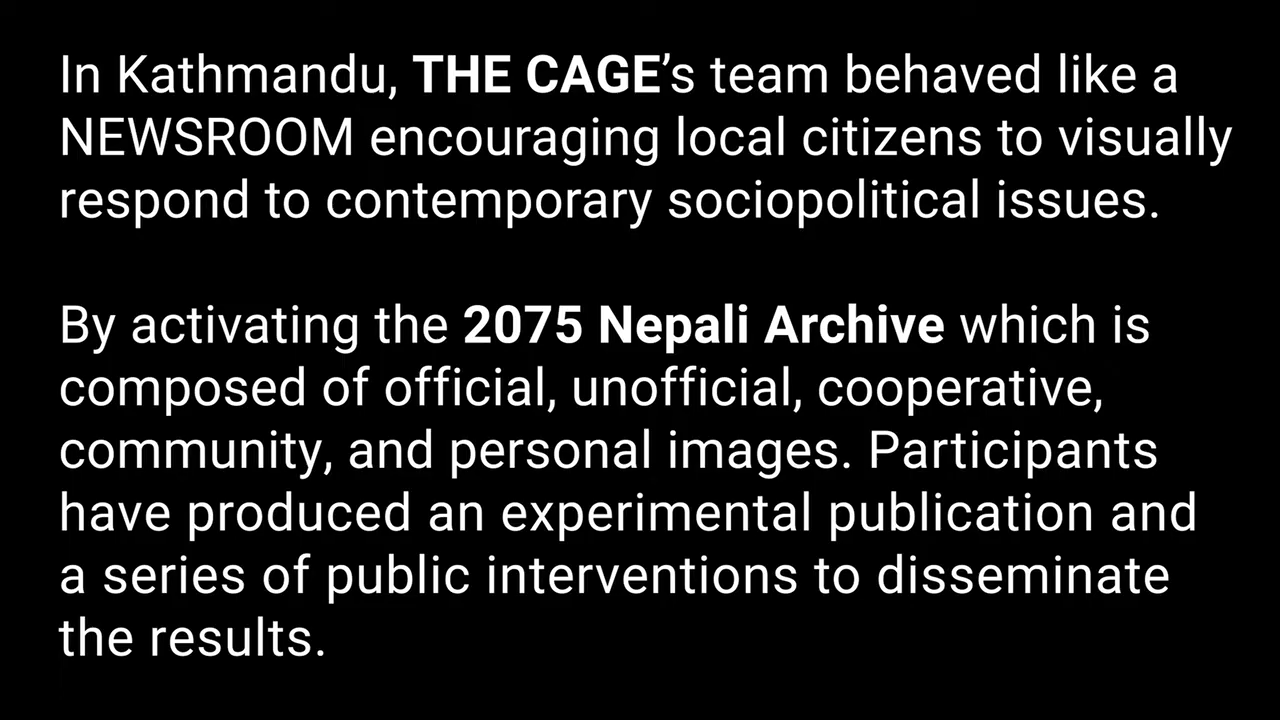 In Kathmandu, THE CAGE’s team behaved like a
NEWSROOM encouraging local citizens to visually
respond to contemporary sociopolitical issues.
By activating the 2075 Nepali Archive which is
composed of official, unofficial, cooperative,
community, and personal images. Participants
have produced an experimental publication and
a series of public interventions to disseminate
the results.